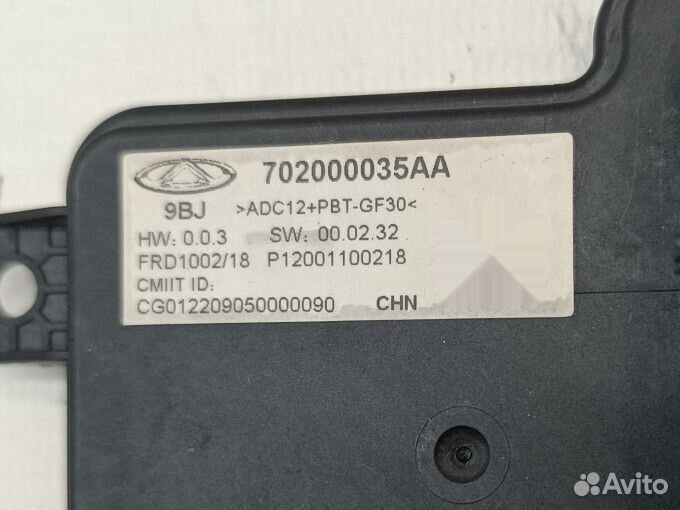 702000035AA
9BJ >ADC12+PBT-GF30<
HW: 0.0.3 SW: 00.02.32
FRD1002/18 P12001100218
CMIIT ID:
CG012209050000090 CHN
Avito